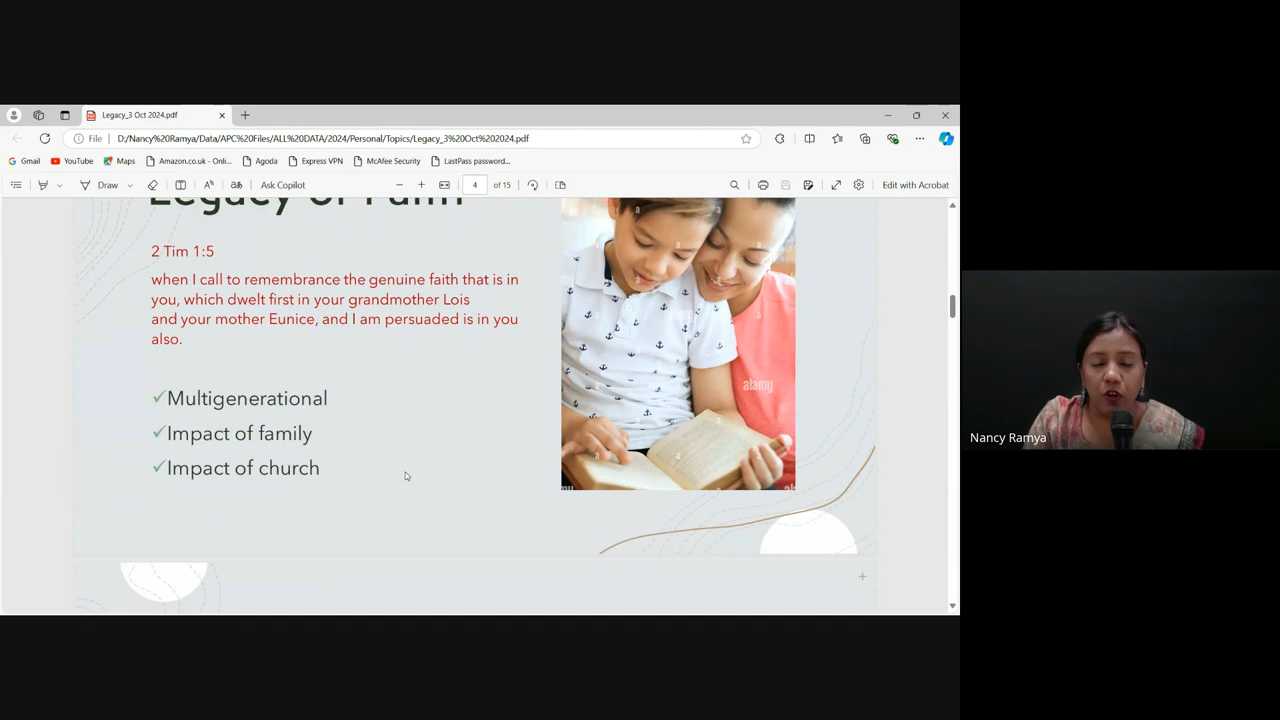 Legacy_3 Oct 2024.pdf
File
D:/Nancy%20Ramya/Data/APC%20Files/ALL%20DATA/2024/Personal/Topics/Legacy_3%20Oct%202024.pdf
Gmail
YouTube
Maps
Amazon.co.uk - Onli...
Agoda
Express VPN
McAfee Security
LastPass password...
Draw
Ask Copilot
4
of 15
Edit with Acrobat
Legacy of Faith
2 Tim 1:5
when I call to remembrance the genuine faith that is in
you, which dwelt first in your grandmother Lois
and your mother Eunice, and I am persuaded is in you
also.
✓Multigenerational
✓Impact of family
✓Impact of church
alamy
Nancy Ramya